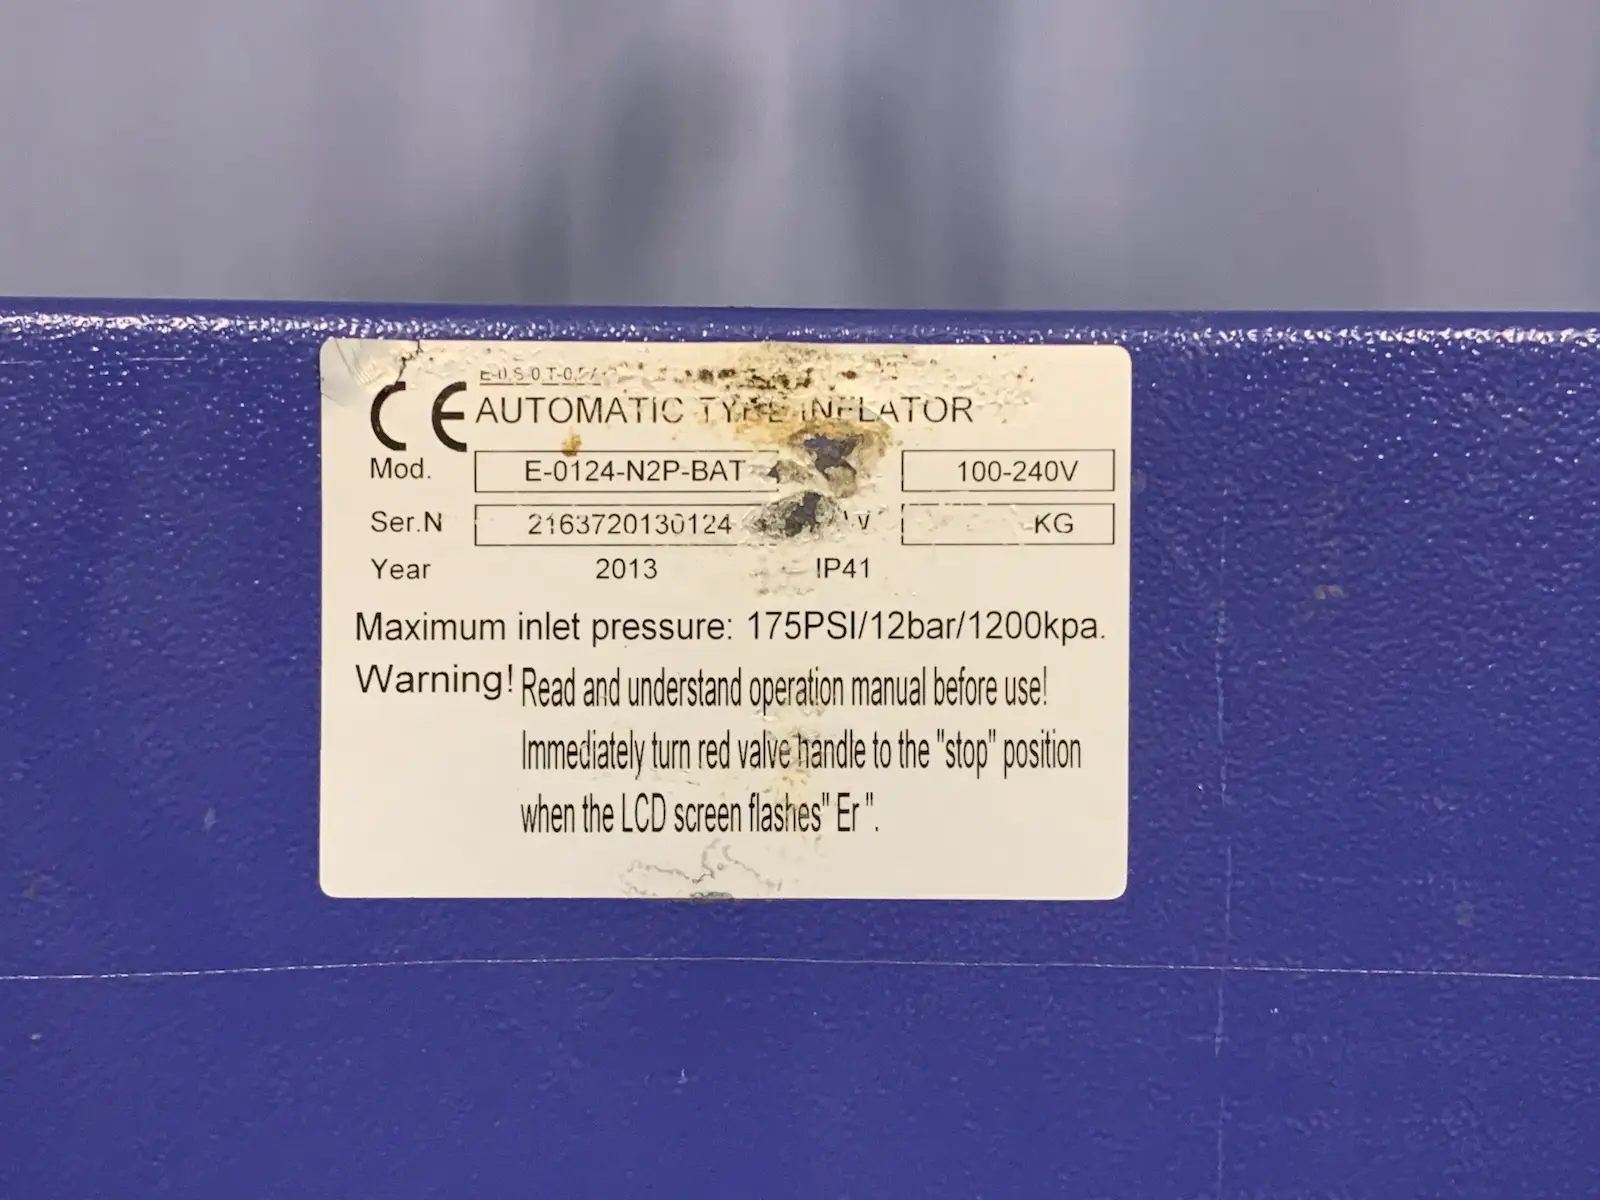 CE AUTOMATIC TYPE INFLATOR
Mod. E-0124-N2P-BAT 100-240V
Ser.N 2163720130124 W KG
Year 2013 IP41
Maximum inlet pressure: 175PSI/12bar/1200kpa.
Warning! Read and understand operation manual before use!
Immediately turn red valve handle to the "stop" position
when the LCD screen flashes" Er ".